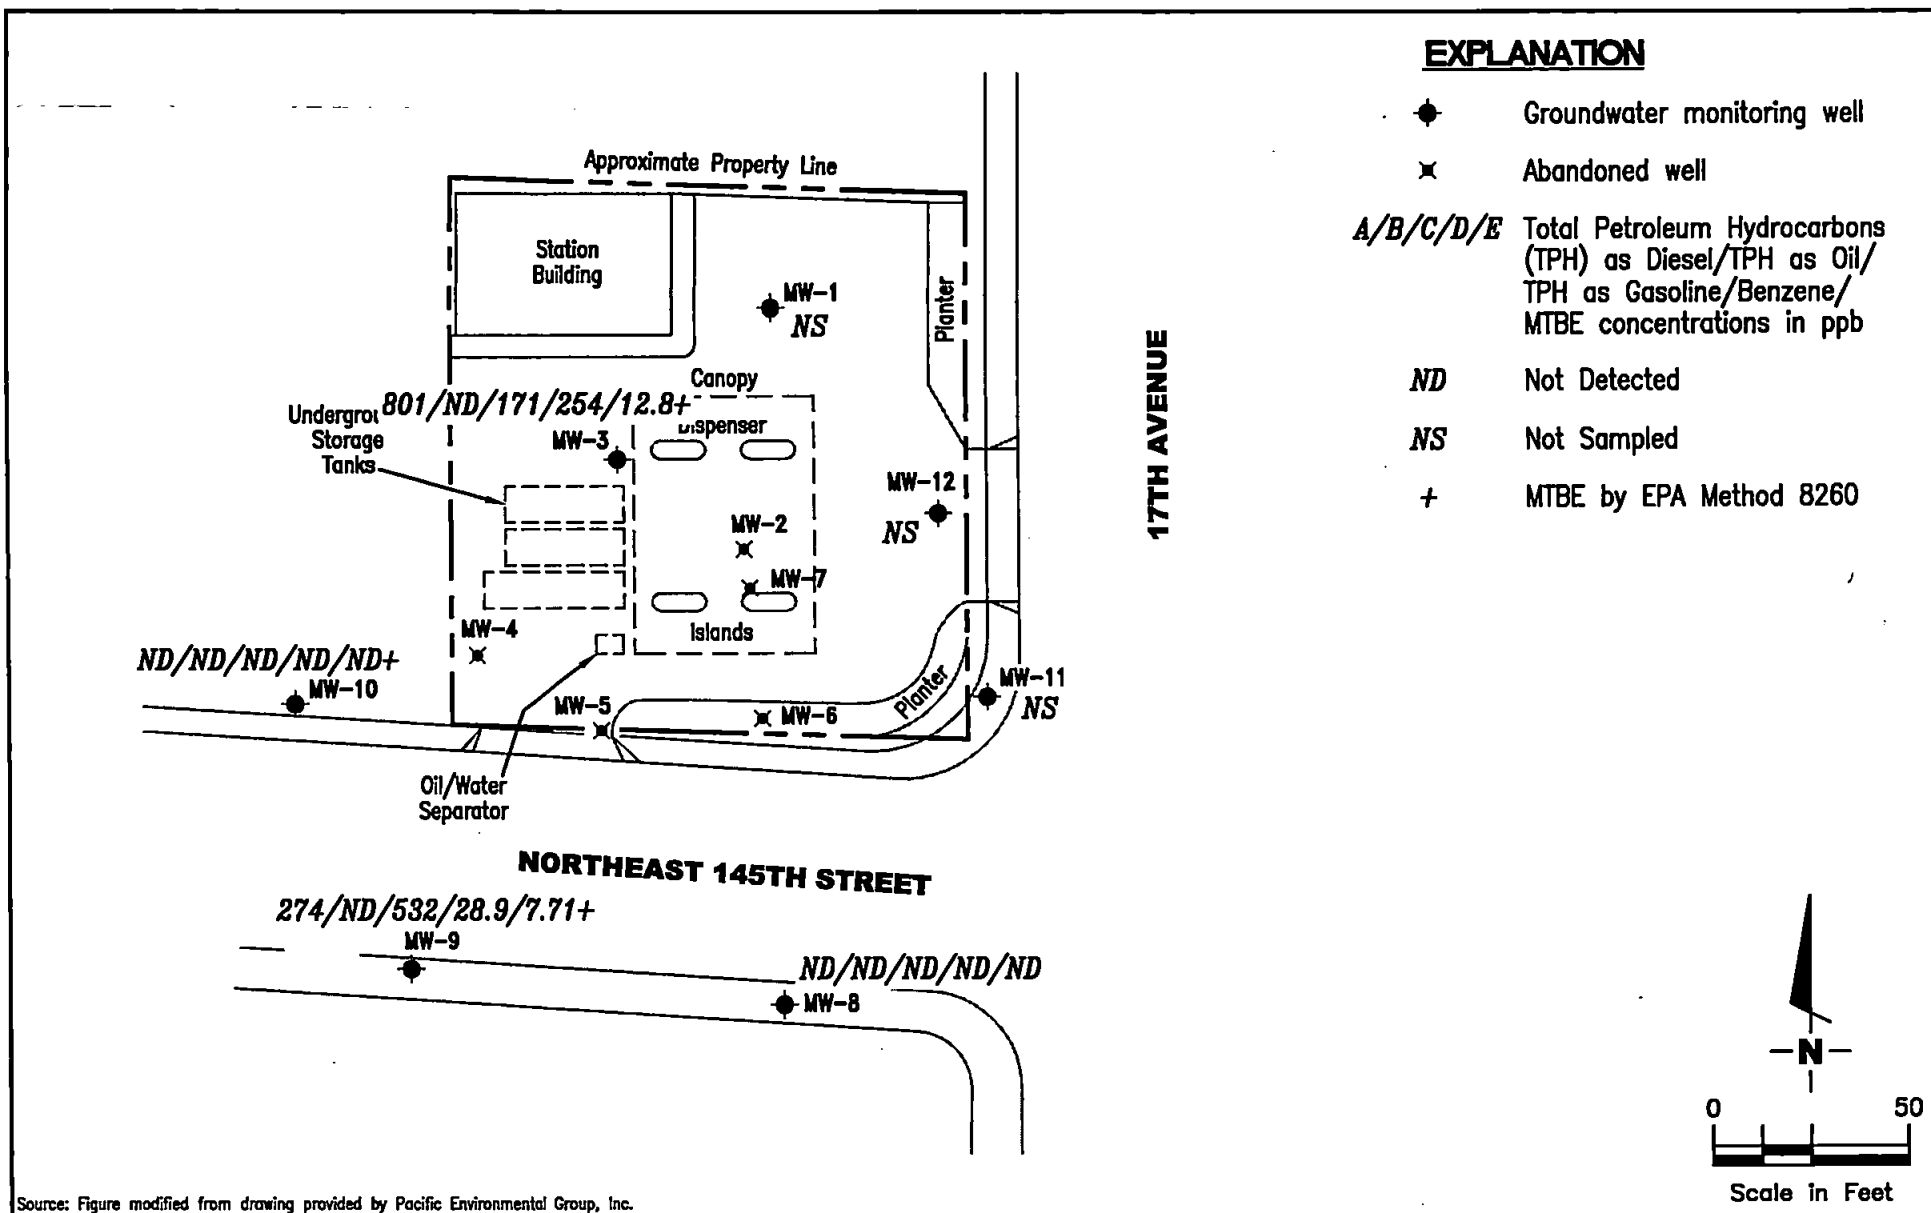 EXPLANATION
Groundwater monitoring well
Abandoned well
A/B/C/D/E Total Petroleum Hydrocarbons
(TPH) as Diesel/TPH as Oil/
TPH as Gasoline/Benzene/
MTBE concentrations in ppb
ND Not Detected
NS Not Sampled
+ MTBE by EPA Method 8260
Approximate Property Line
Station
Building
MW-1
NS
Planter
17TH AVENUE
Canopy
801/ND/171/254/12.8+
Storage
Tanks
MW-3
MW-12
NS
MW-2
MW-7
Islands
MW-4
ND/ND/ND/ND/ND+
MW-10
MW-5
MW-6
Planter
MW-11
NS
Oil/Water
Separator
NORTHEAST 145TH STREET
274/ND/532/28.9/7.71+
MW-9
ND/ND/ND/ND/ND
MW-8
-N-
0 50
Scale in Feet
Source: Figure modified from drawing provided by Pacific Environmental Group, Inc.